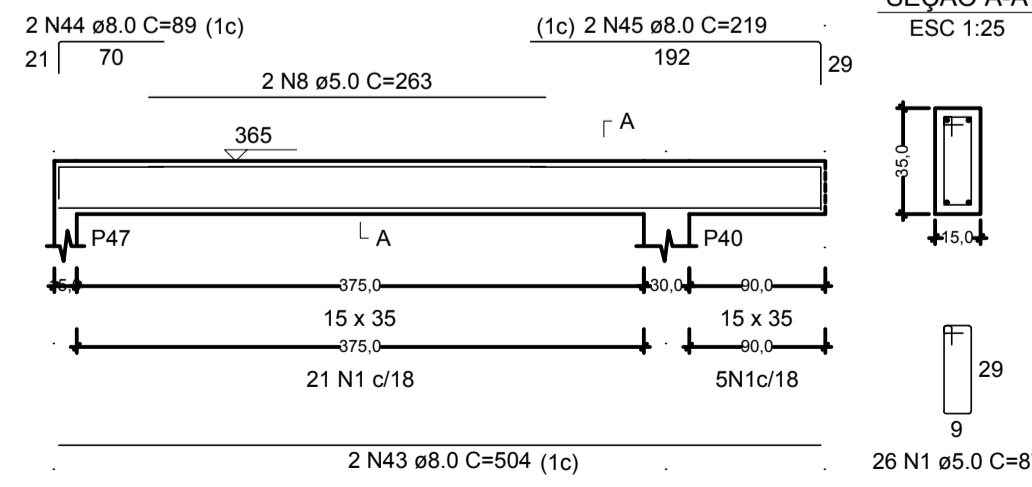 2 N44 ø8.0 C=89 (1c)
21
70
(1c) 2 N45 ø8.0 C=219
192
29
SEÇÃO A-A
ESC 1:25
2 N8 ø5.0 C=263
A
365
35,0
15,0
P47
A
P40
375,0
30,0
90,0
15 x 35
15 x 35
375,0
90,0
21 N1 c/18
5N1c/18
29
9
2 N43 ø8.0 C=504 (1c)
26 N1 ø5.0